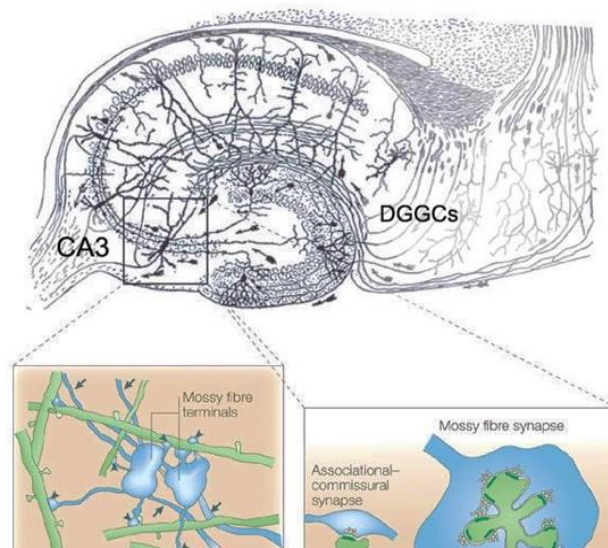 DGGCs
CA3
Mossy fibre
terminals
Mossy fibre synapse
Associational–
commissural
synapse